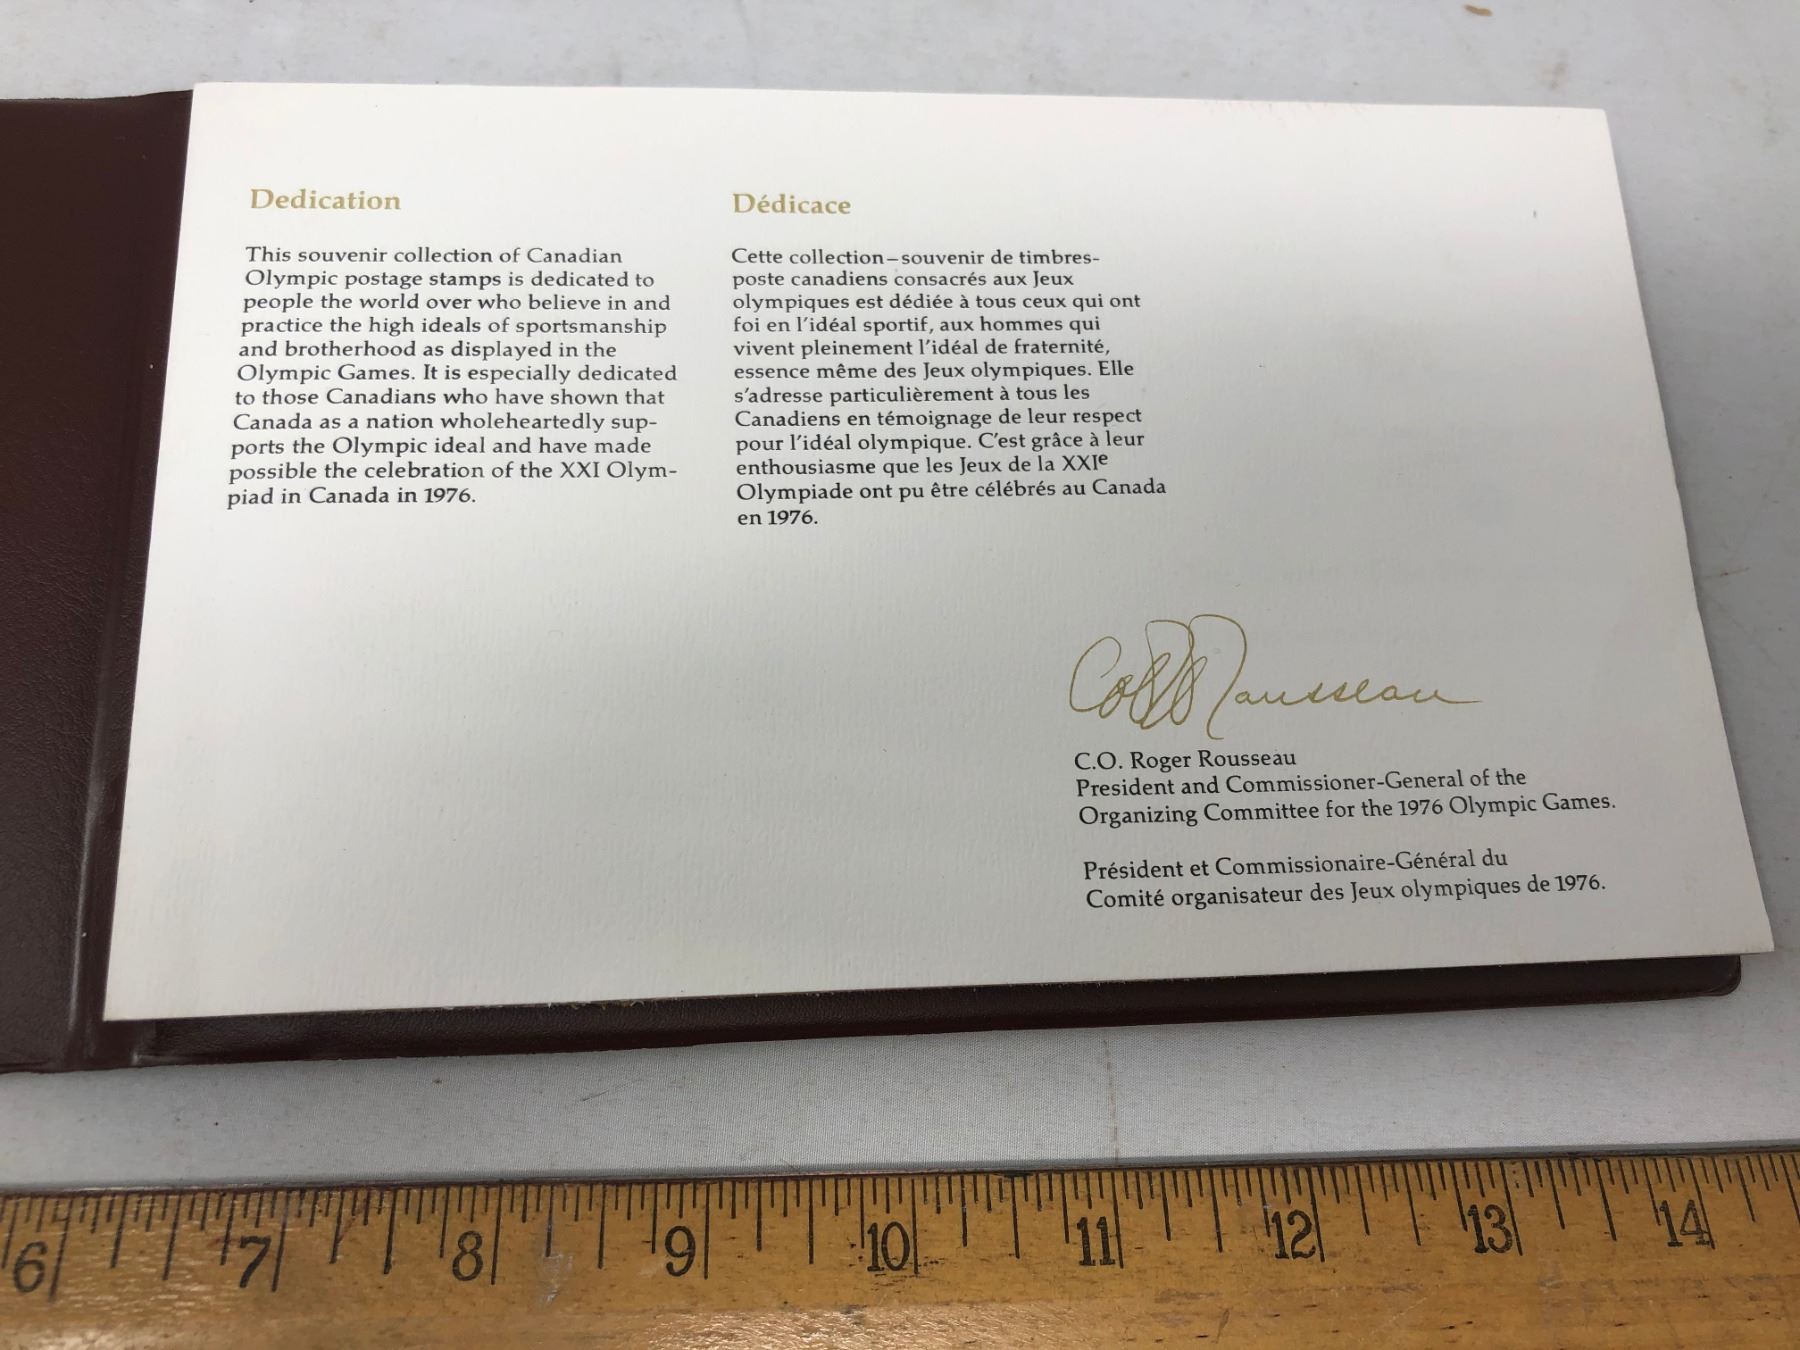 Dedication
This souvenir collection of Canadian
Olympic postage stamps is dedicated to
people the world over who believe in and
practice the high ideals of sportsmanship
and brotherhood as displayed in the
Olympic Games. It is especially dedicated
to those Canadians who have shown that
Canada as a nation wholeheartedly sup-
ports the Olympic ideal and have made
possible the celebration of the XXI Olym-
piad in Canada in 1976.
Dédicace
Cette collection–souvenir de timbres-
poste canadiens consacrés aux Jeux
olympiques est dédiée à tous ceux qui ont
foi en l'idéal sportif, aux hommes qui
vivent pleinement l'idéal de fraternité,
essence même des Jeux olympiques. Elle
s'adresse particulièrement à tous les
Canadiens en témoignage de leur respect
pour l'idéal olympique. C'est grâce à leur
enthousiasme que les Jeux de la XXIe
Olympiade ont pu être célébrés au Canada
en 1976.
Rousseau
C.O. Roger Rousseau
President and Commissioner-General of the
Organizing Committee for the 1976 Olympic Games.
Président et Commissionaire-Général du
Comité organisateur des Jeux olympiques de 1976.
6 7 8 9 10 11 12 13 14